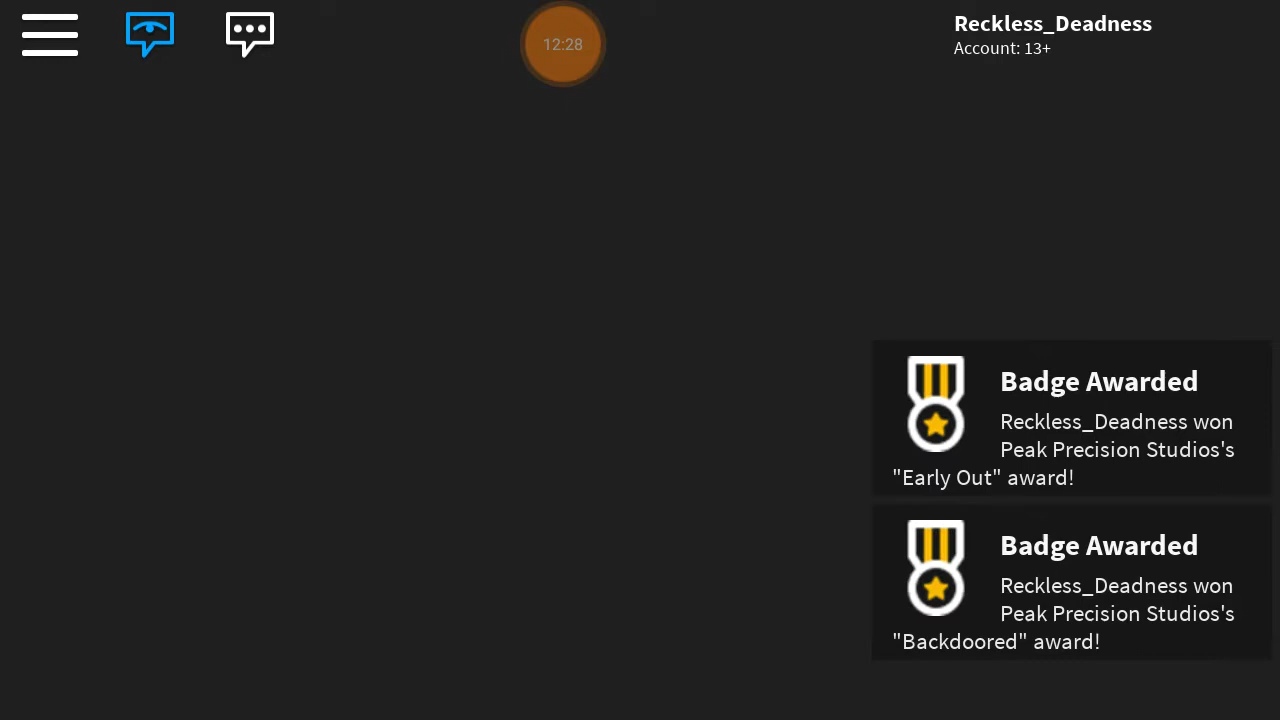 12:28
Reckless_Deadness
Account: 13+
Badge Awarded
Reckless_Deadness won
Peak Precision Studios's
"Early Out" award!
Badge Awarded
Reckless_Deadness won
Peak Precision Studios's
"Backdoored" award!